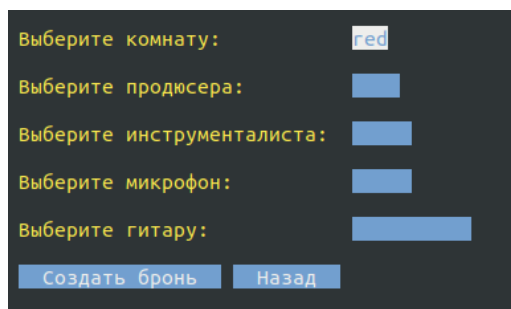 Выберите комнату: red
Выберите продюсера:
Выберите инструменталиста:
Выберите микрофон:
Выберите гитару:
Создать бронь Назад